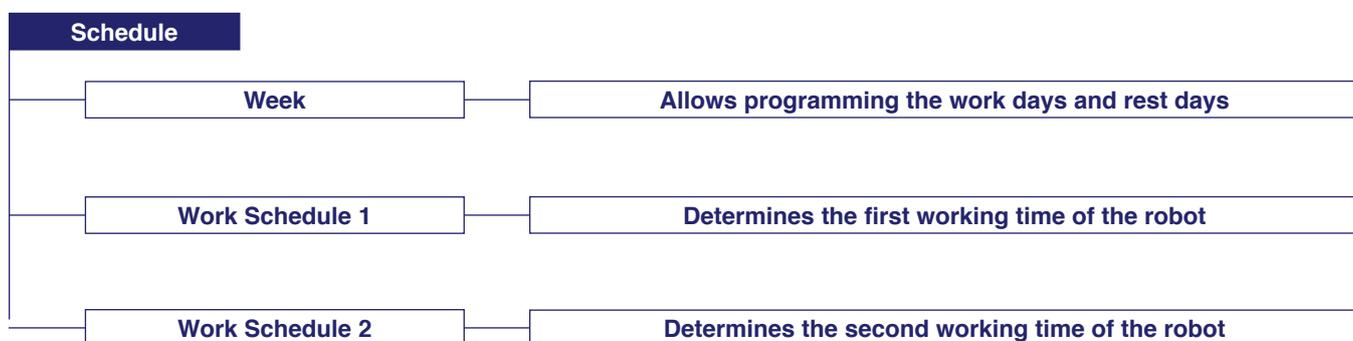 Schedule
Week
Allows programming the work days and rest days
Work Schedule 1
Determines the first working time of the robot
Work Schedule 2
Determines the second working time of the robot